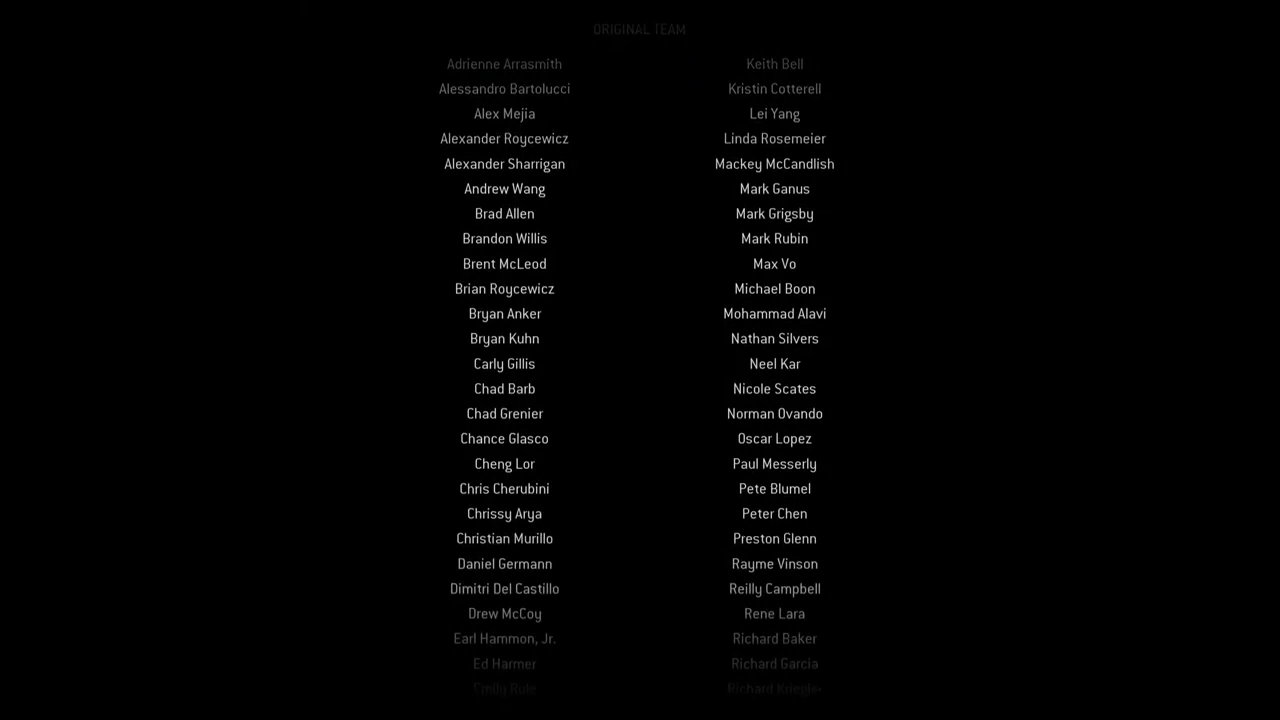 ORIGINAL TEAM
Adrienne Arrasmith
Alessandro Bartolucci
Alex Mejia
Alexander Roycewicz
Alexander Sharrigan
Andrew Wang
Brad Allen
Brandon Willis
Brent McLeod
Brian Roycewicz
Bryan Anker
Bryan Kuhn
Carly Gillis
Chad Barb
Chad Grenier
Chance Glasco
Cheng Lor
Chris Cherubini
Chrissy Arya
Christian Murillo
Daniel Germann
Dimitri Del Castillo
Drew McCoy
Earl Hammon, Jr.
Ed Harmer
Emily Rule
Keith Bell
Kristin Cotterell
Lei Yang
Linda Rosemeier
Mackey McCandlish
Mark Ganus
Mark Grigsby
Mark Rubin
Max Vo
Michael Boon
Mohammad Alavi
Nathan Silvers
Neel Kar
Nicole Scates
Norman Ovando
Oscar Lopez
Paul Messerly
Pete Blumel
Peter Chen
Preston Glenn
Rayme Vinson
Reilly Campbell
Rene Lara
Richard Baker
Richard Garcia
Richard Kriegler